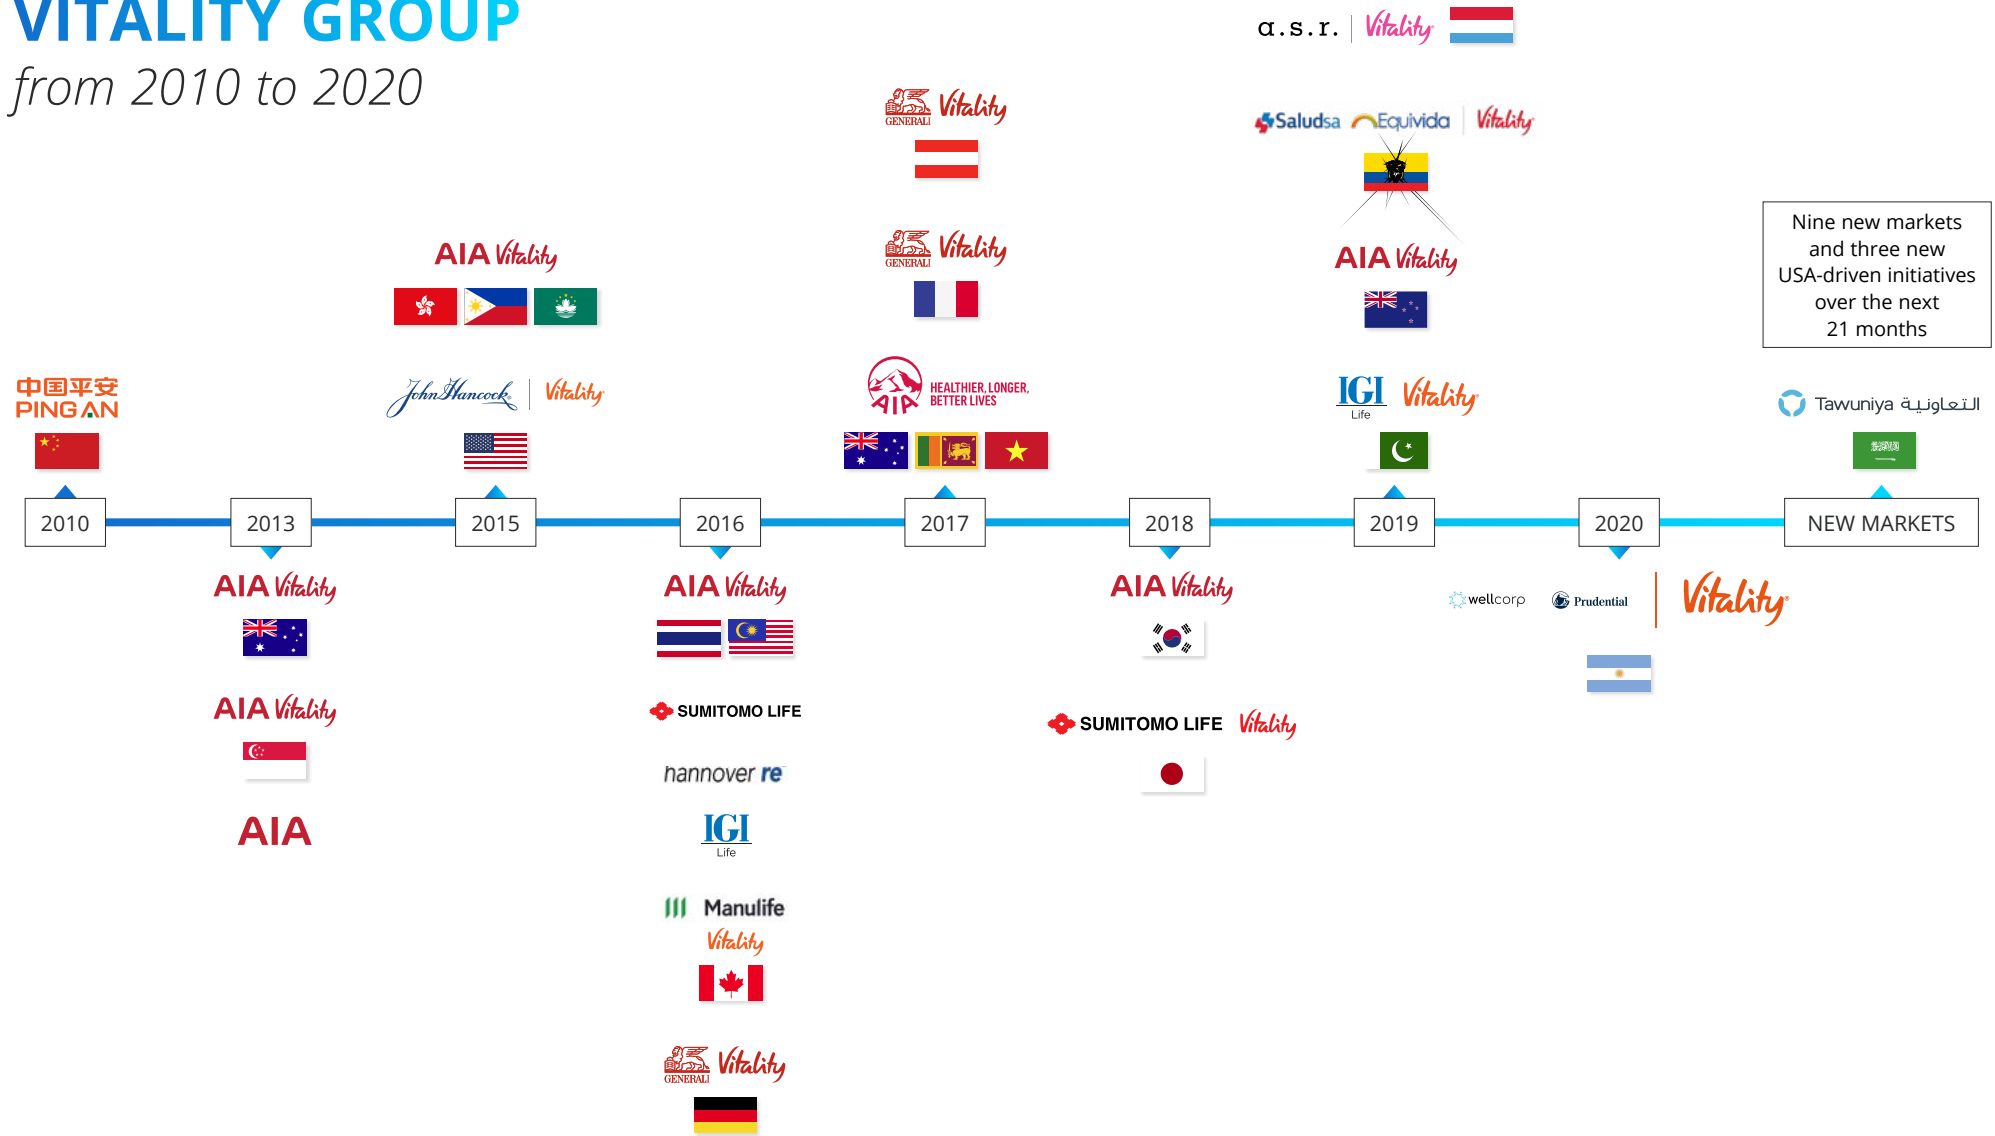 VITALITY GROUP
from 2010 to 2020
a.s.r. Vitality
GENERALI Vitality
Saludsa Equivida Vitality
GENERALI Vitality
AIA Vitality
AIA Vitality
Nine new markets
and three new
USA-driven initiatives
over the next
21 months
中国平安
PING AN
John Hancock Vitality
AIA
HEALTHIER, LONGER,
BETTER LIVES
IGI
Life
Vitality
Tawuniya التعاونية
2010
2013
2015
2016
2017
2018
2019
2020
NEW MARKETS
AIA Vitality
AIA Vitality
AIA
AIA Vitality
SUMITOMO LIFE
hannover re
IGI
Life
Manulife
Vitality
GENERALI Vitality
AIA Vitality
SUMITOMO LIFE Vitality
wellcorp Prudential Vitality